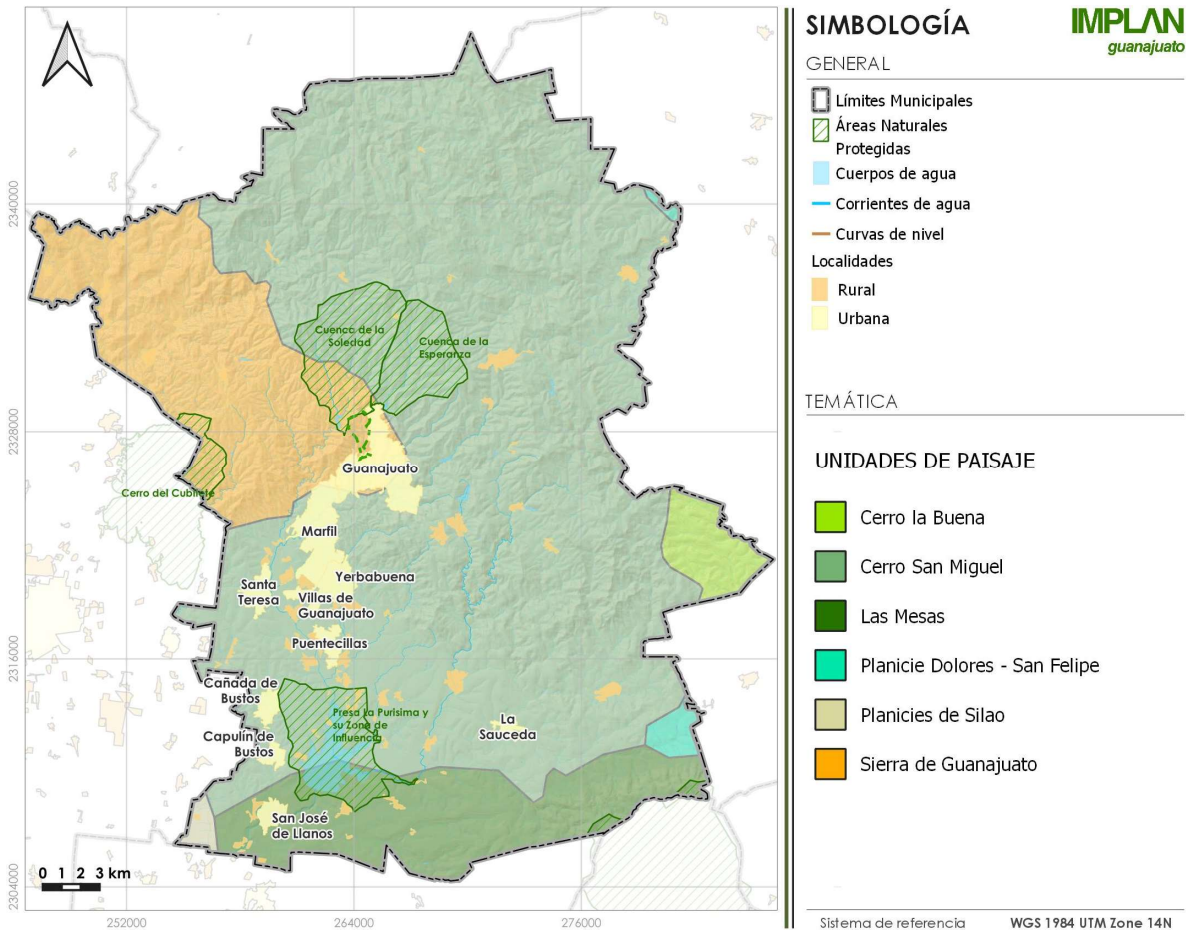 SIMBOLOGÍA
IMPLAN
guanajuato
GENERAL
Límites Municipales
Áreas Naturales
Protegidas
Cuerpos de agua
Corrientes de agua
Curvas de nivel
Localidades
Rural
Urbana
TEMÁTICA
UNIDADES DE PAISAJE
Cerro la Buena
Cerro San Miguel
Las Mesas
Planicie Dolores - San Felipe
Planicies de Silao
Sierra de Guanajuato
Sistema de referencia
WGS 1984 UTM Zone 14N
2340000
2328000
2316000
2304000
252000
264000
276000
Cuenca de la
Soledad
Cuenca de la
Esperanza
Cerro del Cubilete
Guanajuato
Marfil
Yerbabuena
Santa
Teresa
Villas de
Guanajuato
Puentecillas
Cañada de
Bustos
Presa La Purisima y
su Zona de
Influencia
Capulín de
Bustos
La
Sauceda
San José
de Llanos
0 1 2 3 km